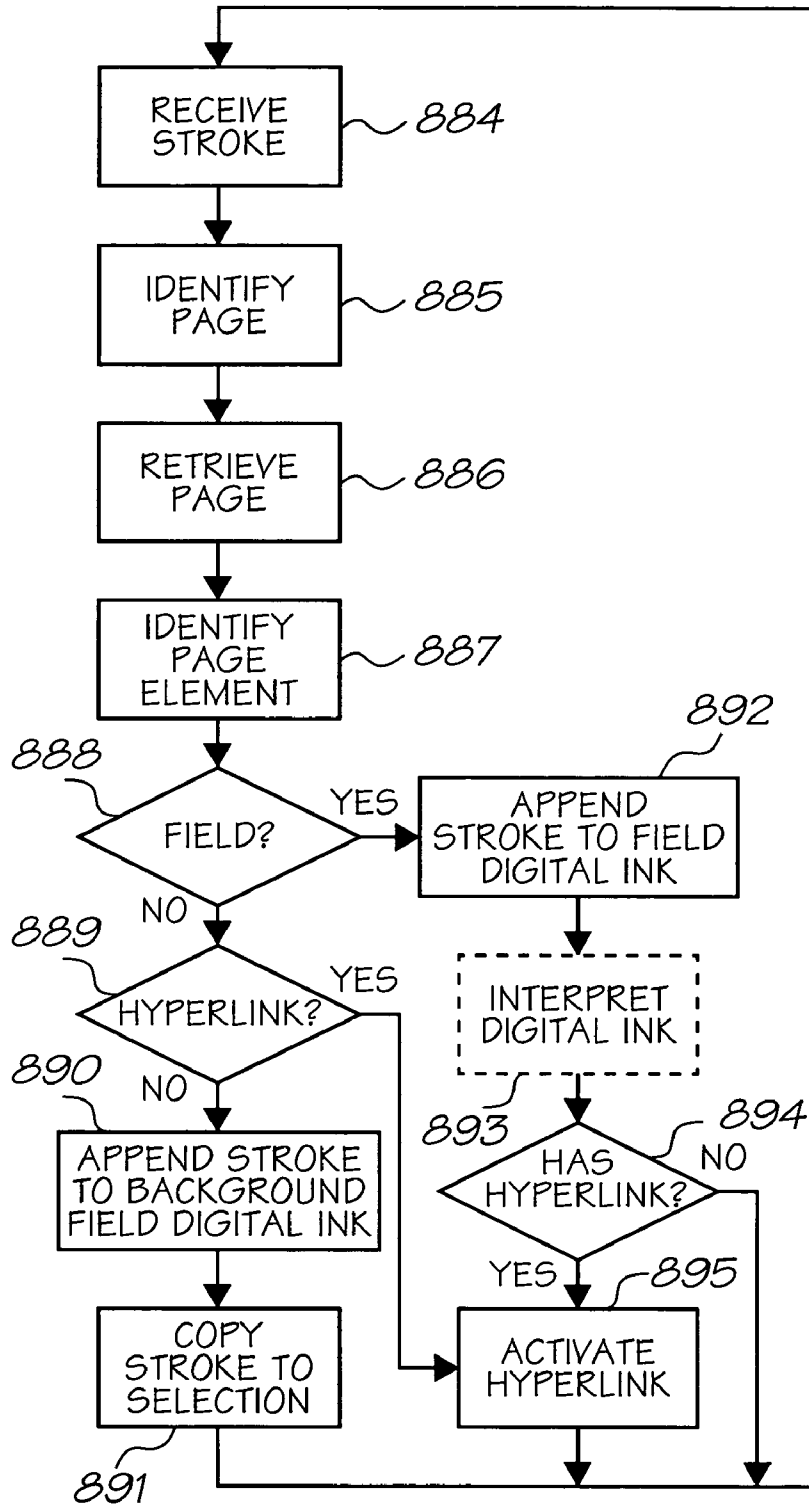 RECEIVE
STROKE
884
IDENTIFY
PAGE
885
RETRIEVE
PAGE
886
IDENTIFY
PAGE
ELEMENT
887
888
FIELD?
YES
NO
892
APPEND
STROKE TO FIELD
DIGITAL INK
889
HYPERLINK?
YES
NO
INTERPRET
DIGITAL INK
893
890
APPEND STROKE
TO BACKGROUND
FIELD DIGITAL INK
894
HAS
HYPERLINK?
NO
YES
COPY
STROKE TO
SELECTION
891
895
ACTIVATE
HYPERLINK